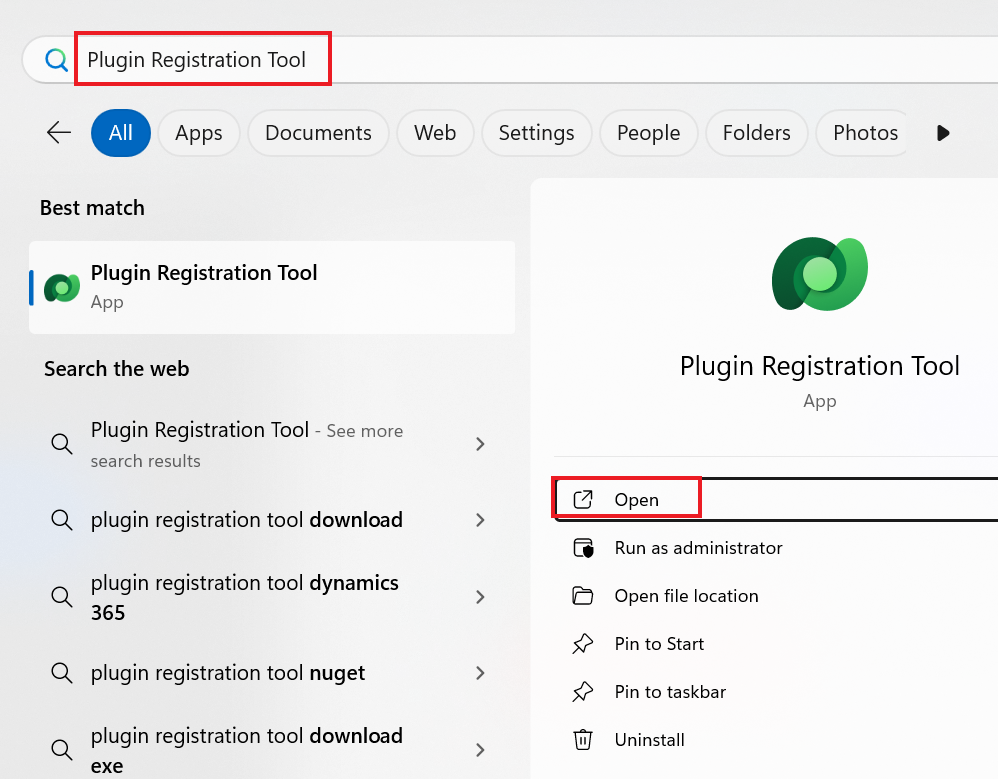 Plugin Registration Tool
All Apps Documents Web Settings People Folders Photos
Best match
Plugin Registration Tool
App
Search the web
Plugin Registration Tool - See more
search results
plugin registration tool download
plugin registration tool dynamics
365
plugin registration tool nuget
plugin registration tool download
exe
Plugin Registration Tool
App
Open
Run as administrator
Open file location
Pin to Start
Pin to taskbar
Uninstall